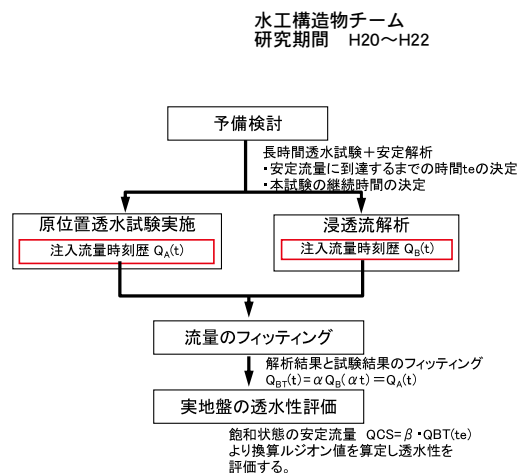 水工構造物チーム
研究期間　H20～H22
予備検討
長時間透水試験＋安定解析
・安定流量に到達するまでの時間teの決定
・本試験の継続時間の決定
原位置透水試験実施
注入流量時刻歴 QA(t)
浸透流解析
注入流量時刻歴 QB(t)
流量のフィッティング
解析結果と試験結果のフィッティング
QBT(t)=αQB(αt)=QA(t)
実地盤の透水性評価
飽和状態の安定流量　QCS=β・QBT(te)
より換算ルジオン値を算定し透水性を
評価する。